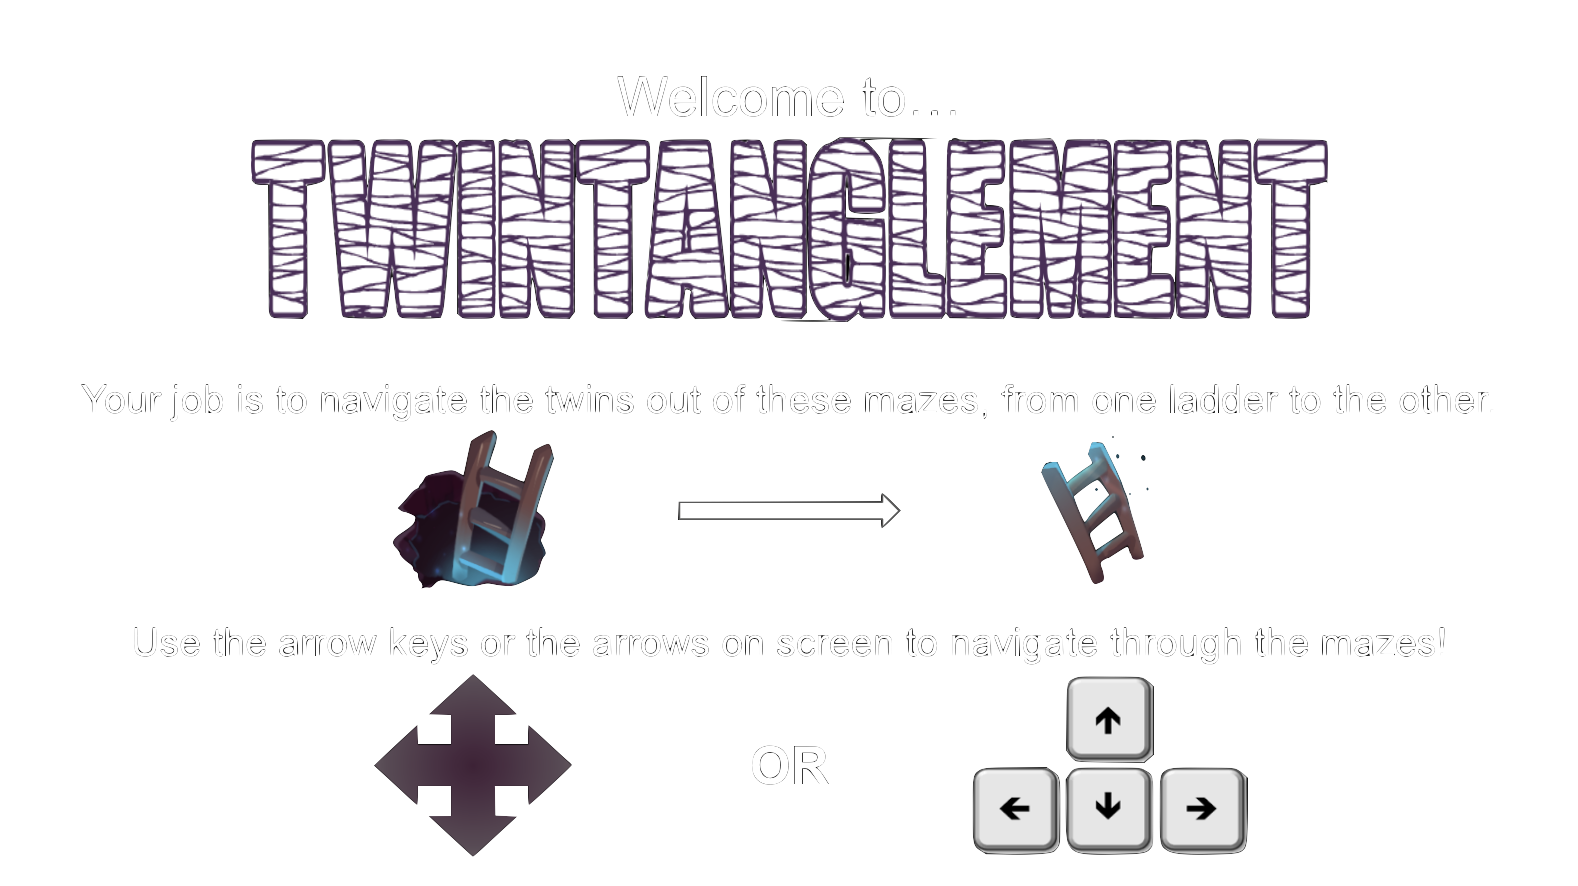 Welcome to...
TWINTANGLEMENT
Your job is to navigate the twins out of these mazes, from one ladder to the other.
Use the arrow keys or the arrows on screen to navigate through the mazes!
OR